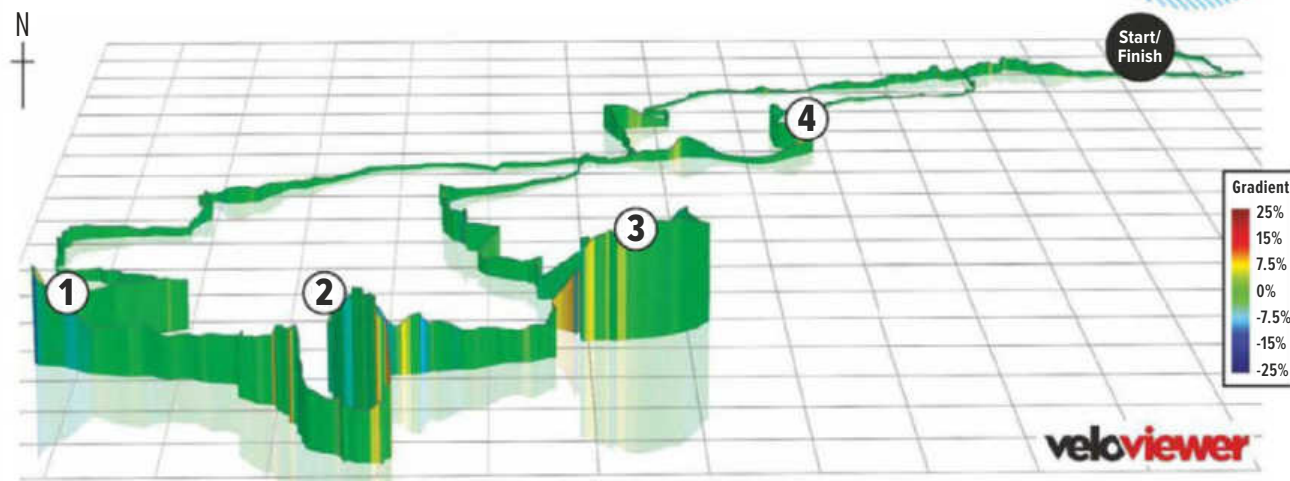 N
Start/
Finish
4
3
1
2
Gradient
25%
15%
7.5%
0%
-7.5%
-15%
-25%
veloviewer